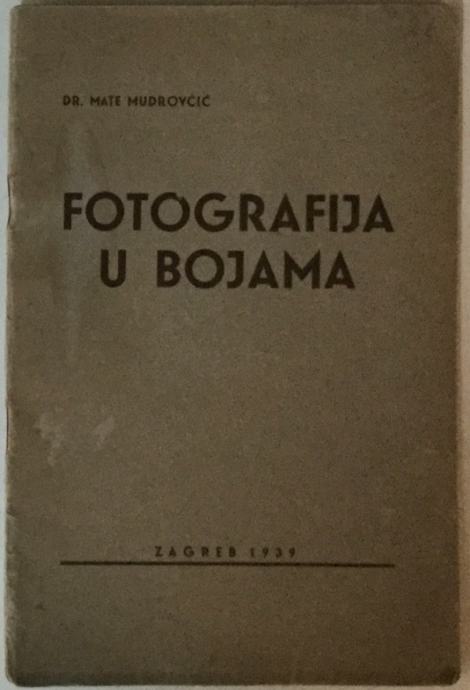 DR. MATE MUDROVČIĆ
FOTOGRAFIJA
U BOJAMA
ZAGREB 1939